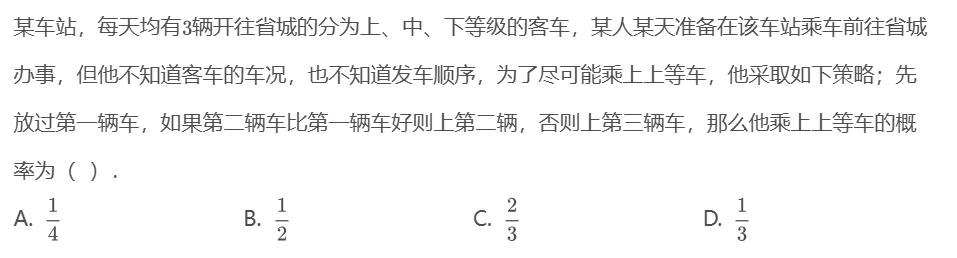 某车站，每天均有3辆开往省城的分为上、中、下等级的客车，某人某天准备在该车站乘车前往省城
办事，但他不知道客车的车况，也不知道发车顺序，为了尽可能乘上上等车，他采取如下策略；先
放过第一辆车，如果第二辆车比第一辆车好则上第二辆，否则上第三辆车，那么他乘上上等车的概
率为（ ）.
A. 1/4 B. 1/2 C. 2/3 D. 1/3